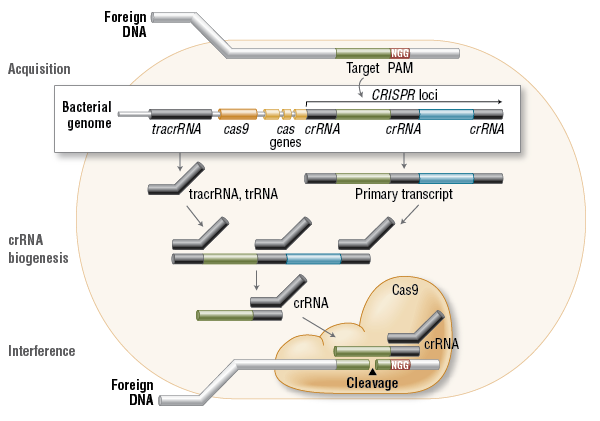 Foreign
DNA
NGG
Target PAM
Acquisition
CRISPR loci
Bacterial
genome
tracrRNA cas9 cas
genes
crRNA crRNA crRNA
tracrRNA, trRNA
Primary transcript
crRNA
biogenesis
crRNA
Cas9
crRNA
Interference
NGG
Cleavage
Foreign
DNA